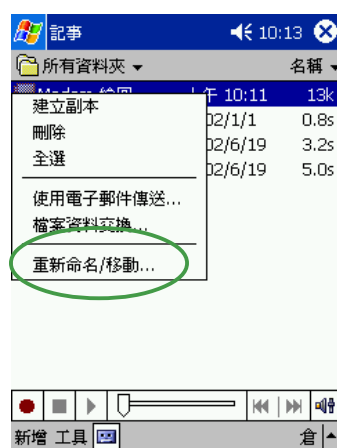 記事 10:13
所有資料夾 名稱
上午 10:11 13k
建立副本
02/1/1 0.8s
刪除
02/6/19 3.2s
全選
02/6/19 5.0s
使用電子郵件傳送...
檔案資料交換...
重新命名/移動...
新增 工具 倉